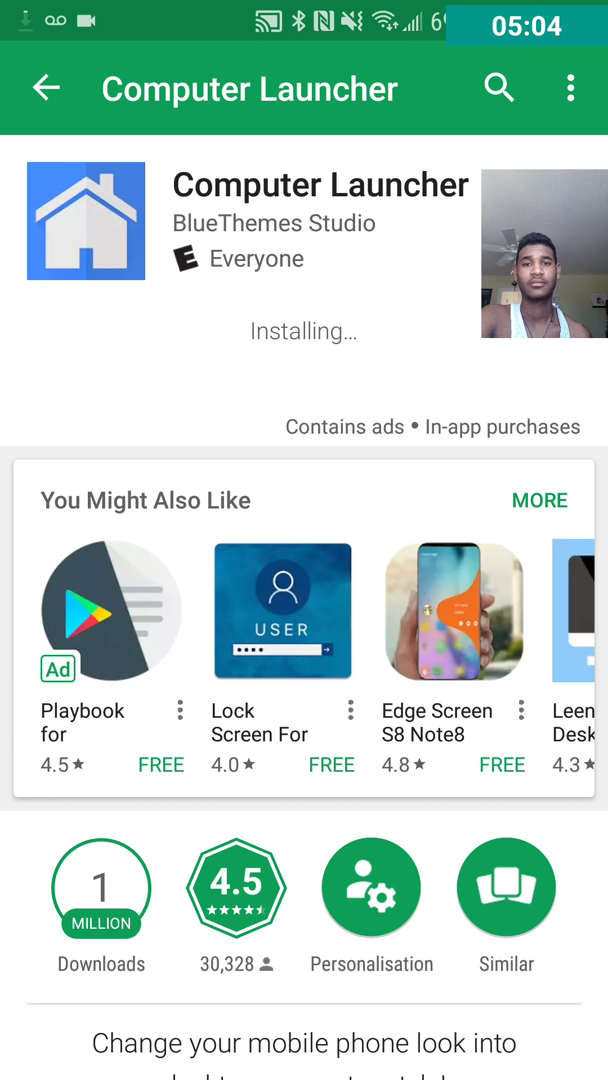 05:04
Computer Launcher
Computer Launcher
BlueThemes Studio
E Everyone
Installing...
Contains ads • In-app purchases
You Might Also Like
MORE
USER
Ad
Playbook for
4.5★ FREE
Lock Screen For
4.0★ FREE
Edge Screen S8 Note8
4.8★ FREE
4.3★
1 MILLION
Downloads
4.5
30,328
Personalisation
Similar
Change your mobile phone look into